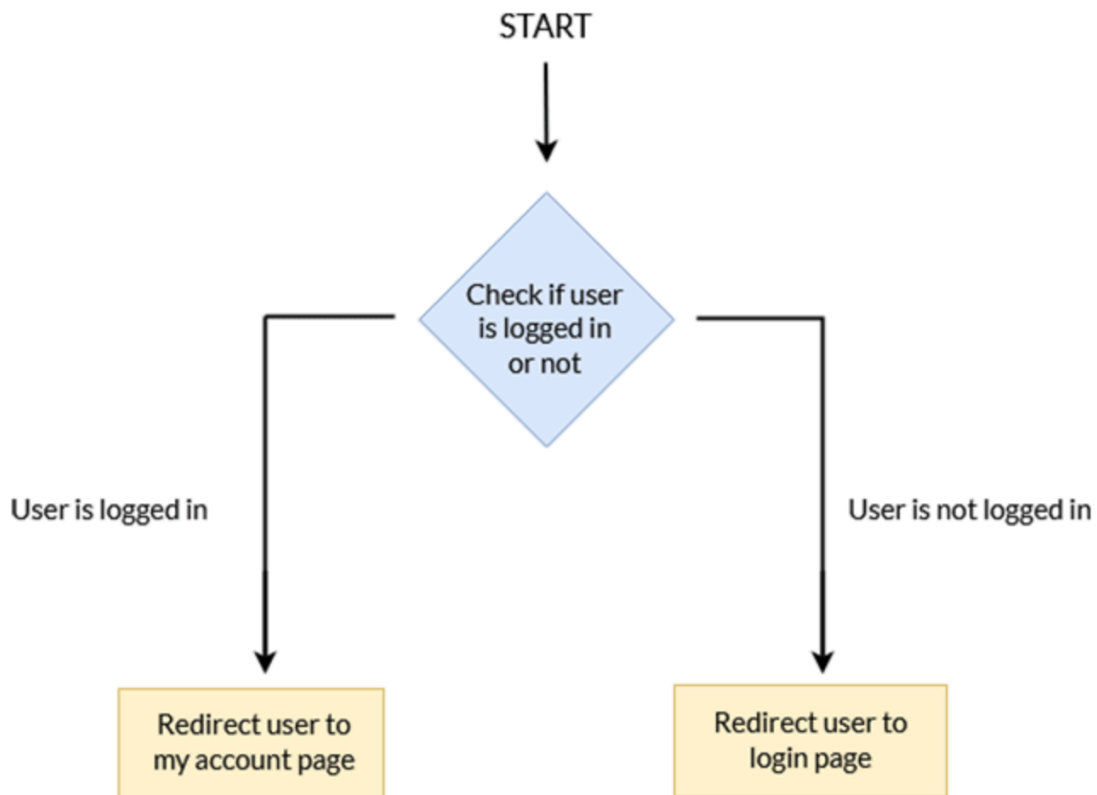 START
Check if user
is logged in
or not
User is logged in
User is not logged in
Redirect user to
my account page
Redirect user to
login page